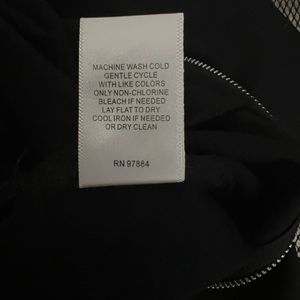 MACHINE WASH COLD
GENTLE CYCLE
WITH LIKE COLORS
ONLY NON-CHLORINE
BLEACH IF NEEDED
LAY FLAT TO DRY
COOL IRON IF NEEDED
OR DRY CLEAN
RN 97884